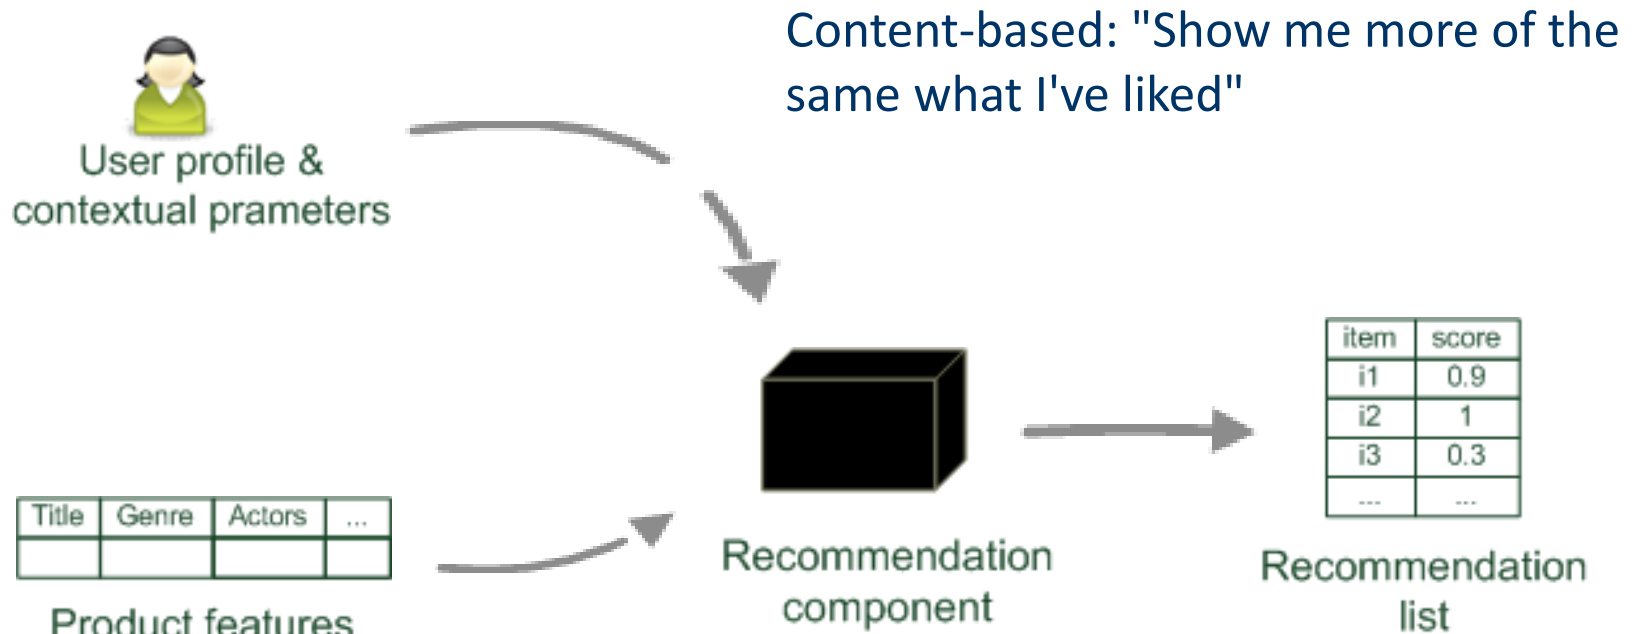 Content-based: "Show me more of the
same what I've liked"
User profile &
contextual prameters
item score
i1 0.9
i2 1
i3 0.3
... ...
Title Genre Actors ...
Product features
Recommendation
component
Recommendation
list